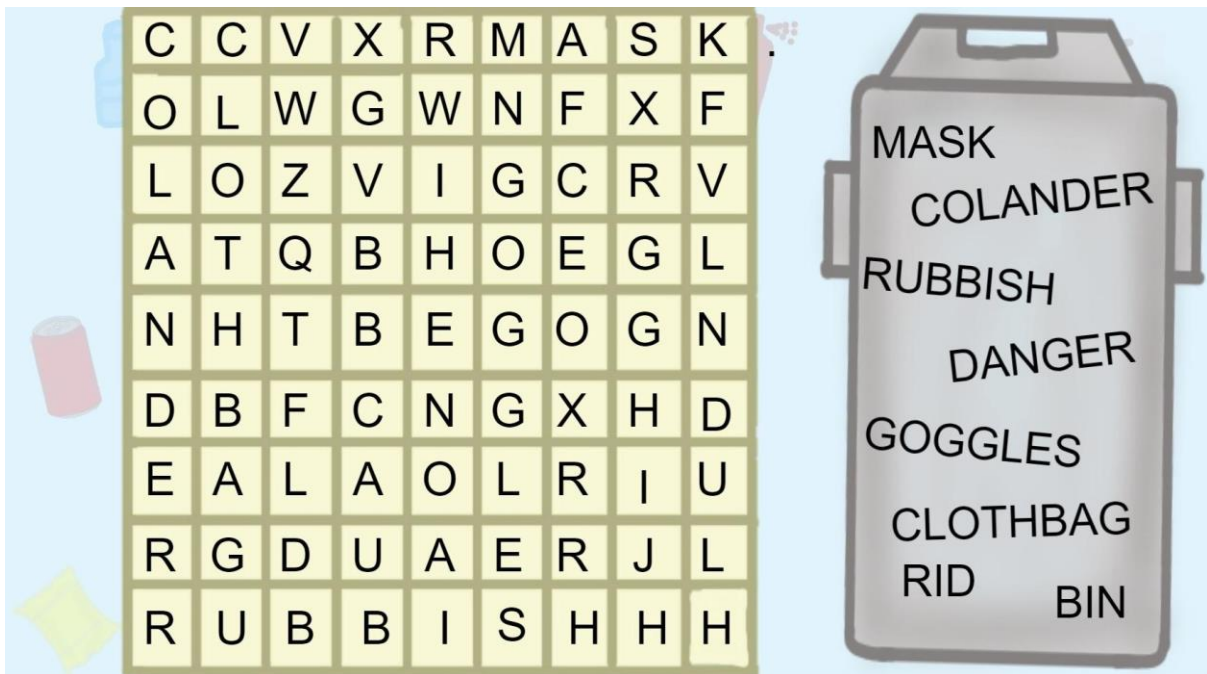 C C V X R M A S K .
O L W G W N F X F
L O Z V I G C R V
A T Q B H O E G L
N H T B E G O G N
D B F C N G X H D
E A L A O L R I U
R G D U A E R J L
R U B B I S H H H
MASK
COLANDER
RUBBISH
DANGER
GOGGLES
CLOTHBAG
RID
BIN